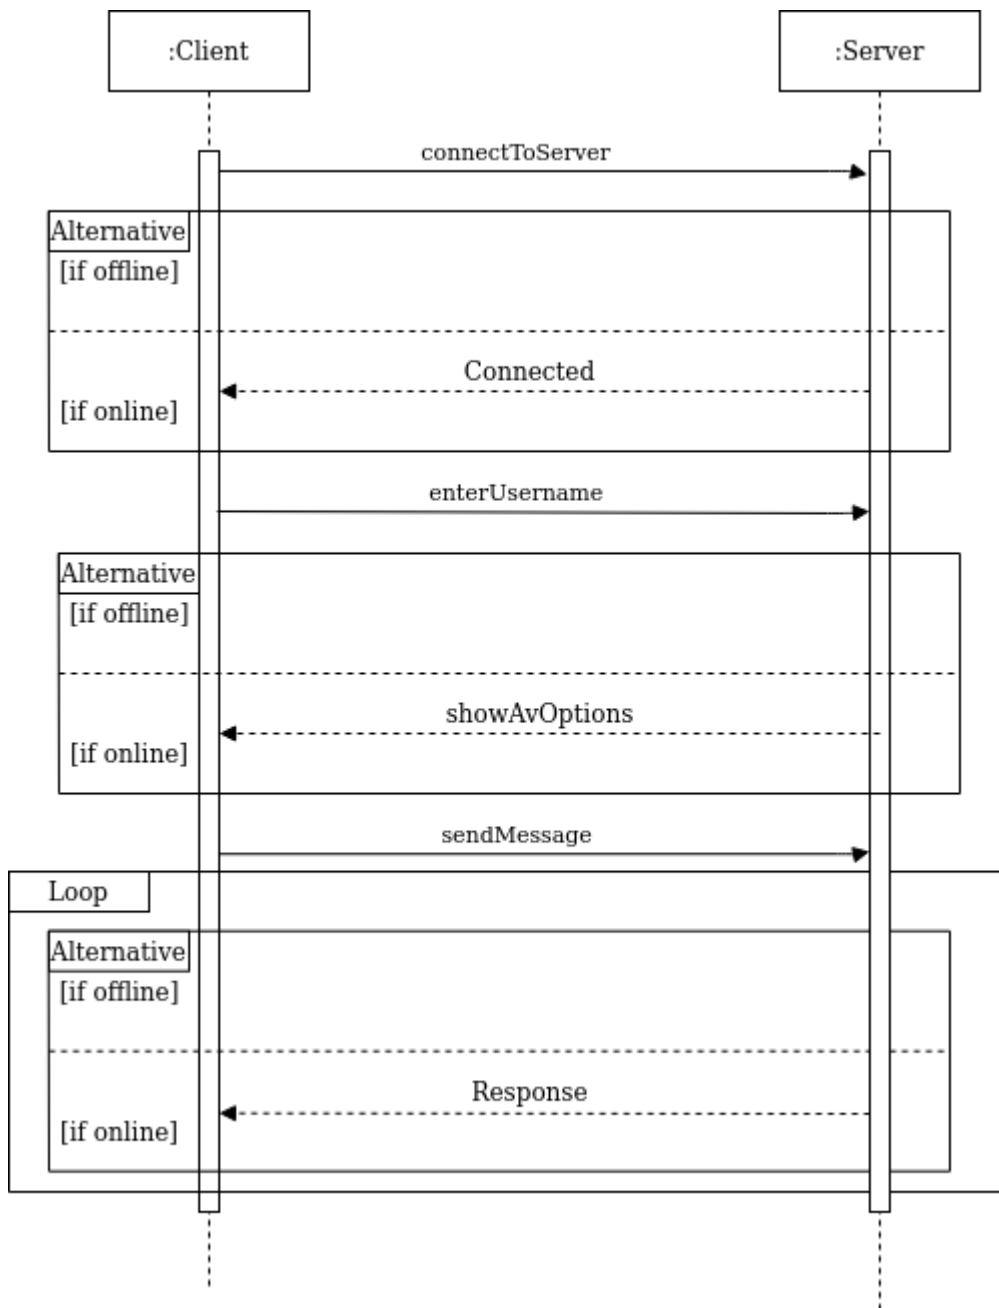 :Client
:Server
connectToServer
Alternative
[if offline]
Connected
[if online]
enterUsername
Alternative
[if offline]
showAvOptions
[if online]
sendMessage
Loop
Alternative
[if offline]
Response
[if online]